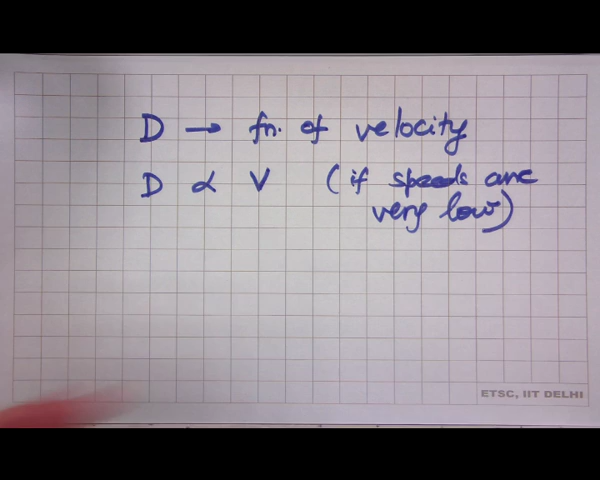 D → fn. of velocity
D ∝ V (if speeds are
very low)
ETSC, IIT DELHI